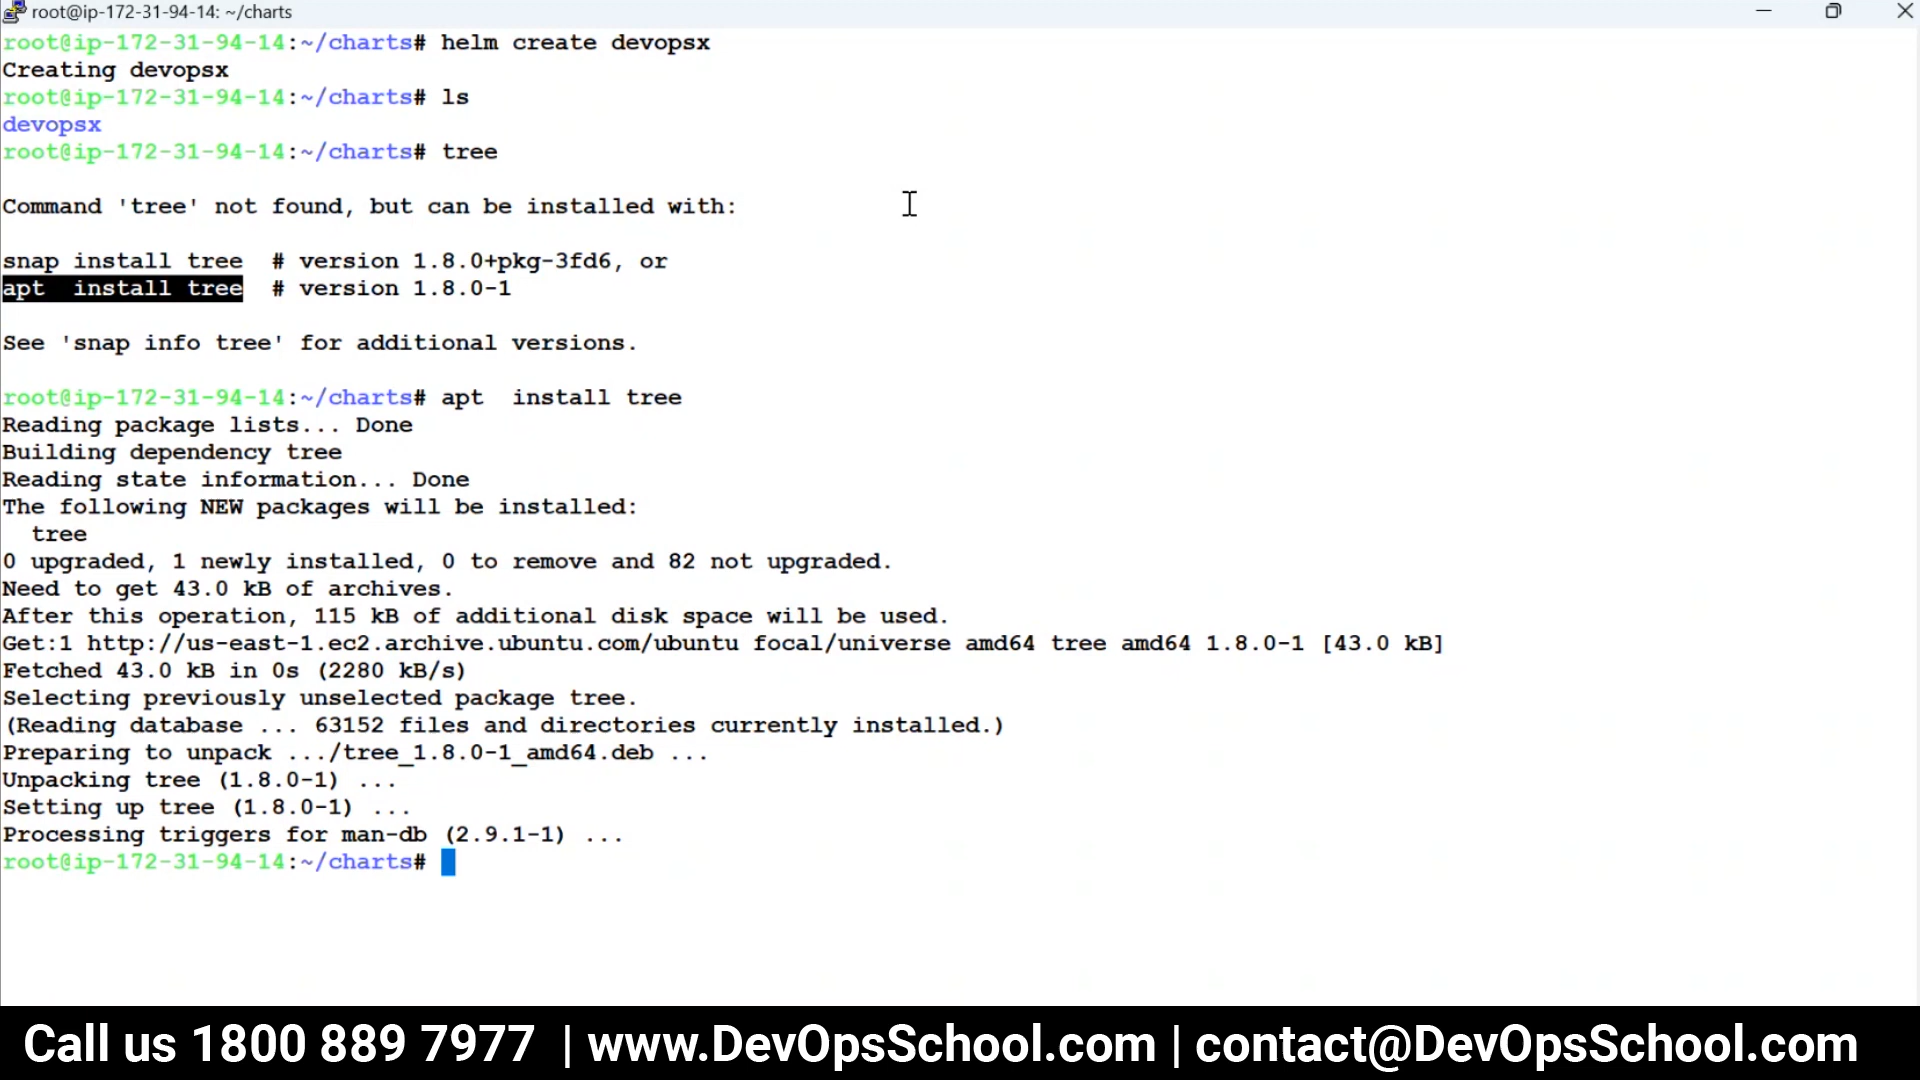 root@ip-172-31-94-14: ~/charts
root@ip-172-31-94-14:~/charts# helm create devopsx
Creating devopsx
root@ip-172-31-94-14:~/charts# ls
devopsx
root@ip-172-31-94-14:~/charts# tree
Command 'tree' not found, but can be installed with:
snap install tree  # version 1.8.0+pkg-3fd6, or
apt  install tree  # version 1.8.0-1
See 'snap info tree' for additional versions.
root@ip-172-31-94-14:~/charts# apt  install tree
Reading package lists... Done
Building dependency tree
Reading state information... Done
The following NEW packages will be installed:
  tree
0 upgraded, 1 newly installed, 0 to remove and 82 not upgraded.
Need to get 43.0 kB of archives.
After this operation, 115 kB of additional disk space will be used.
Get:1 http://us-east-1.ec2.archive.ubuntu.com/ubuntu focal/universe amd64 tree amd64 1.8.0-1 [43.0 kB]
Fetched 43.0 kB in 0s (2280 kB/s)
Selecting previously unselected package tree.
(Reading database ... 63152 files and directories currently installed.)
Preparing to unpack .../tree_1.8.0-1_amd64.deb ...
Unpacking tree (1.8.0-1) ...
Setting up tree (1.8.0-1) ...
Processing triggers for man-db (2.9.1-1) ...
root@ip-172-31-94-14:~/charts#
Call us 1800 889 7977 | www.DevOpsSchool.com | contact@DevOpsSchool.com